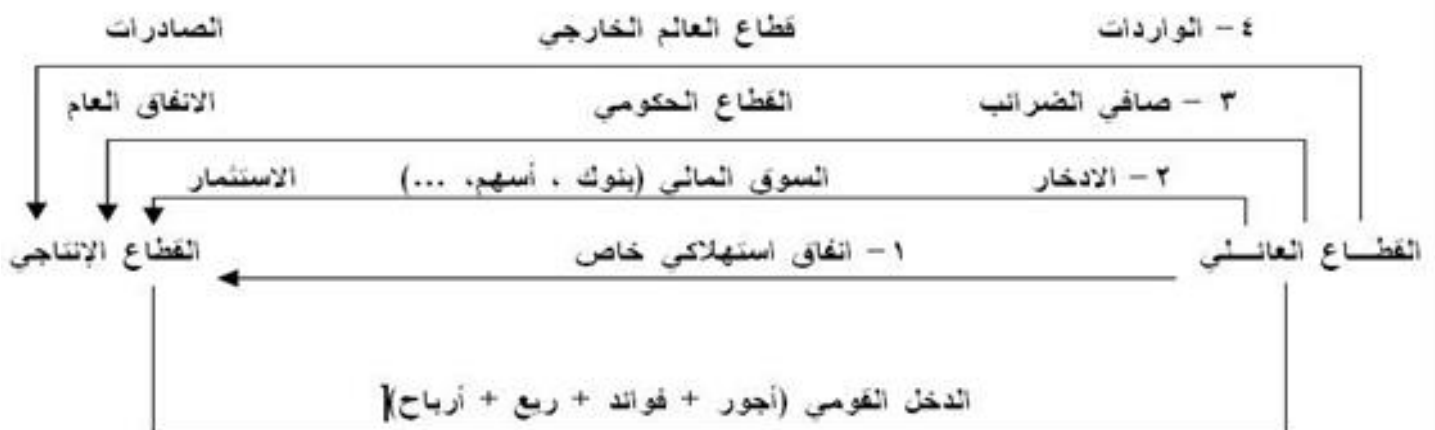 ٤ – الواردات قطاع العالم الخارجي الصادرات
٣ – صافي الضرائب القطاع الحكومي الانفاق العام
٢ – الادخار السوق المالي (بنوك ، أسهم، ...) الاستثمار
القطـــاع العائـــلي ١ – انفاق استهلاكي خاص القطاع الإنتاجي
الدخل القومي (أجور + فوائد + ريع + أرباح)[